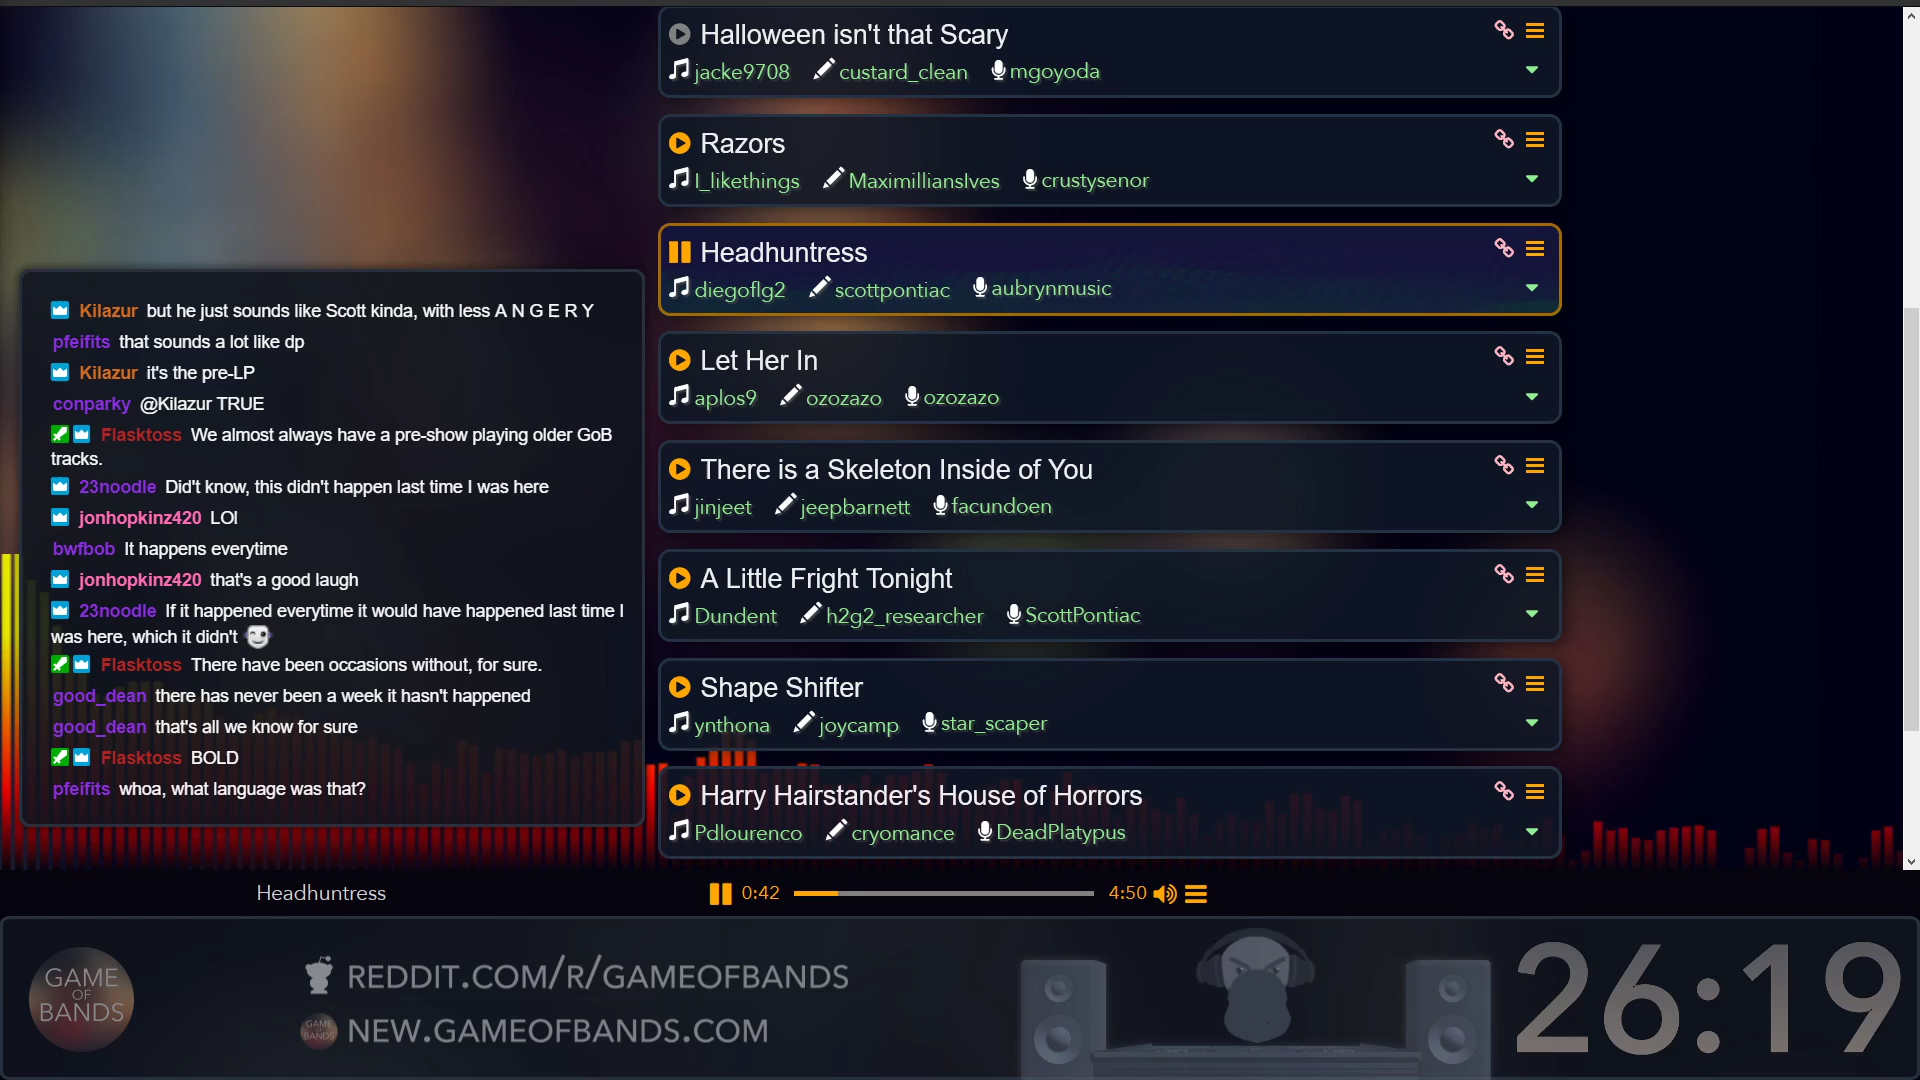 Halloween isn't that Scary
jacke9708 custard_clean mgoyoda
Razors
I_likethings MaximilliansIves crustysenor
Headhuntress
diegoflg2 scottpontiac aubrynmusic
Let Her In
aplos9 ozozazo ozozazo
There is a Skeleton Inside of You
jinjeet jeepbarnett facundoen
A Little Fright Tonight
Dundent h2g2_researcher ScottPontiac
Shape Shifter
ynthona joycamp star_scaper
Harry Hairstander's House of Horrors
Pdlourenco cryomance DeadPlatypus
Kilazur but he just sounds like Scott kinda, with less A N G E R Y
pfeifits that sounds a lot like dp
Kilazur it's the pre-LP
conparky @Kilazur TRUE
Flasktoss We almost always have a pre-show playing older GoB
tracks.
23noodle Did't know, this didn't happen last time I was here
jonhopkinz420 LOl
bwfbob It happens everytime
jonhopkinz420 that's a good laugh
23noodle If it happened everytime it would have happened last time I
was here, which it didn't
Flasktoss There have been occasions without, for sure.
good_dean there has never been a week it hasn't happened
good_dean that's all we know for sure
Flasktoss BOLD
pfeifits whoa, what language was that?
Headhuntress 0:42 4:50
GAME
OF
BANDS
REDDIT.COM/R/GAMEOFBANDS
GAME
OF
BANDS
NEW.GAMEOFBANDS.COM
26:19